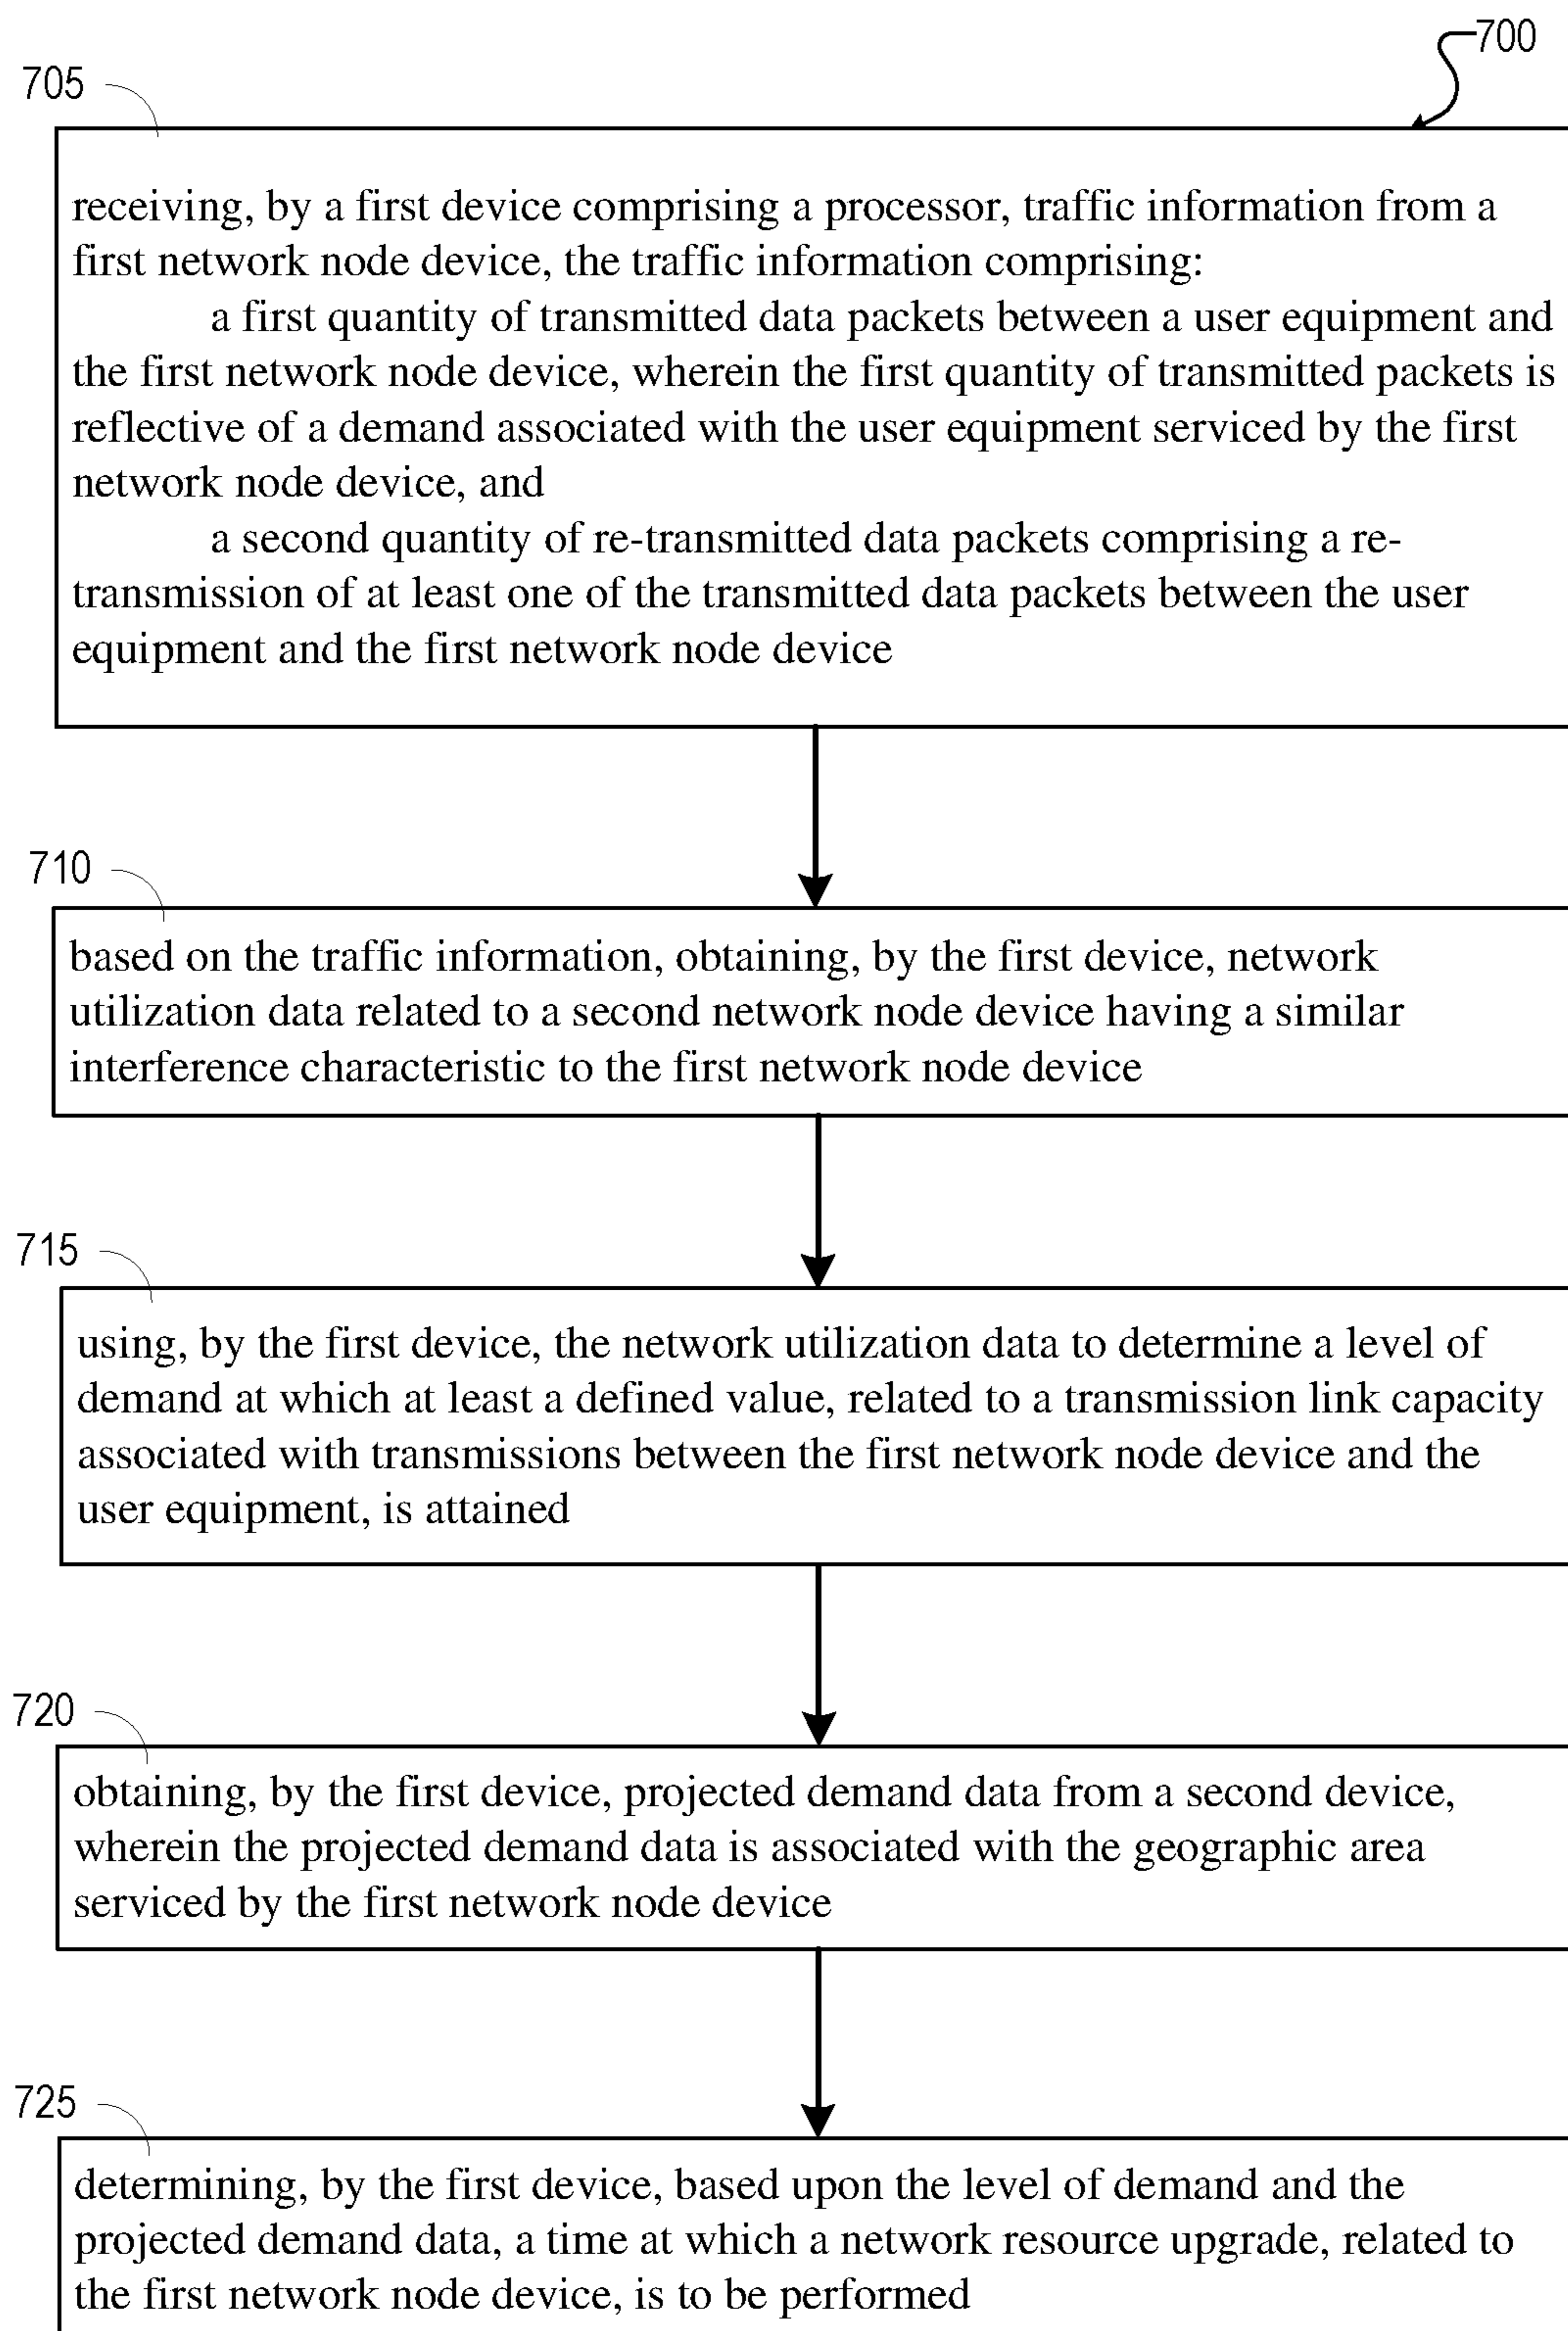 700
705
receiving, by a first device comprising a processor, traffic information from a
first network node device, the traffic information comprising:
a first quantity of transmitted data packets between a user equipment and
the first network node device, wherein the first quantity of transmitted packets is
reflective of a demand associated with the user equipment serviced by the first
network node device, and
a second quantity of re-transmitted data packets comprising a re-
transmission of at least one of the transmitted data packets between the user
equipment and the first network node device
710
based on the traffic information, obtaining, by the first device, network
utilization data related to a second network node device having a similar
interference characteristic to the first network node device
715
using, by the first device, the network utilization data to determine a level of
demand at which at least a defined value, related to a transmission link capacity
associated with transmissions between the first network node device and the
user equipment, is attained
720
obtaining, by the first device, projected demand data from a second device,
wherein the projected demand data is associated with the geographic area
serviced by the first network node device
725
determining, by the first device, based upon the level of demand and the
projected demand data, a time at which a network resource upgrade, related to
the first network node device, is to be performed